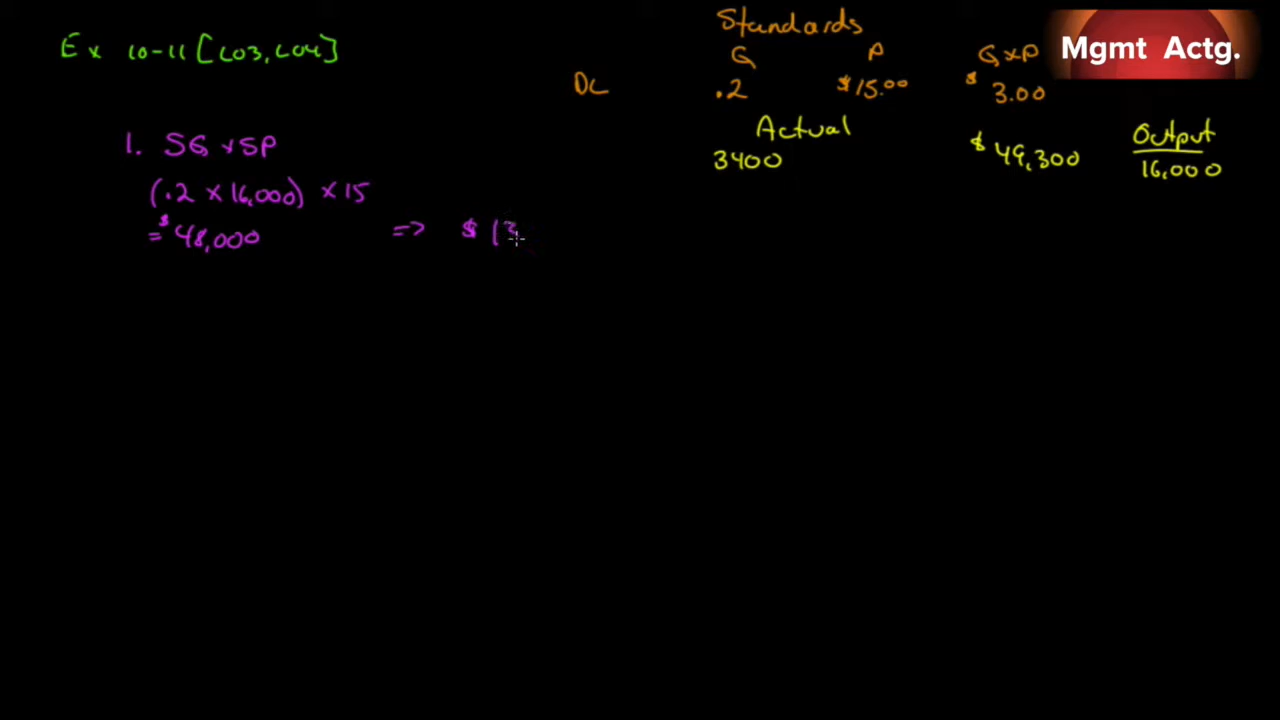 Ex 10-11 [LO3, LO4]
Standards
Mgmt Actg.
Q P Q x P
DL .2 $15.00 $3.00
Actual Output
3400 $49,300 16,000
1. SQ x SP
(.2 x 16,000) x 15
= $48,000 => $13